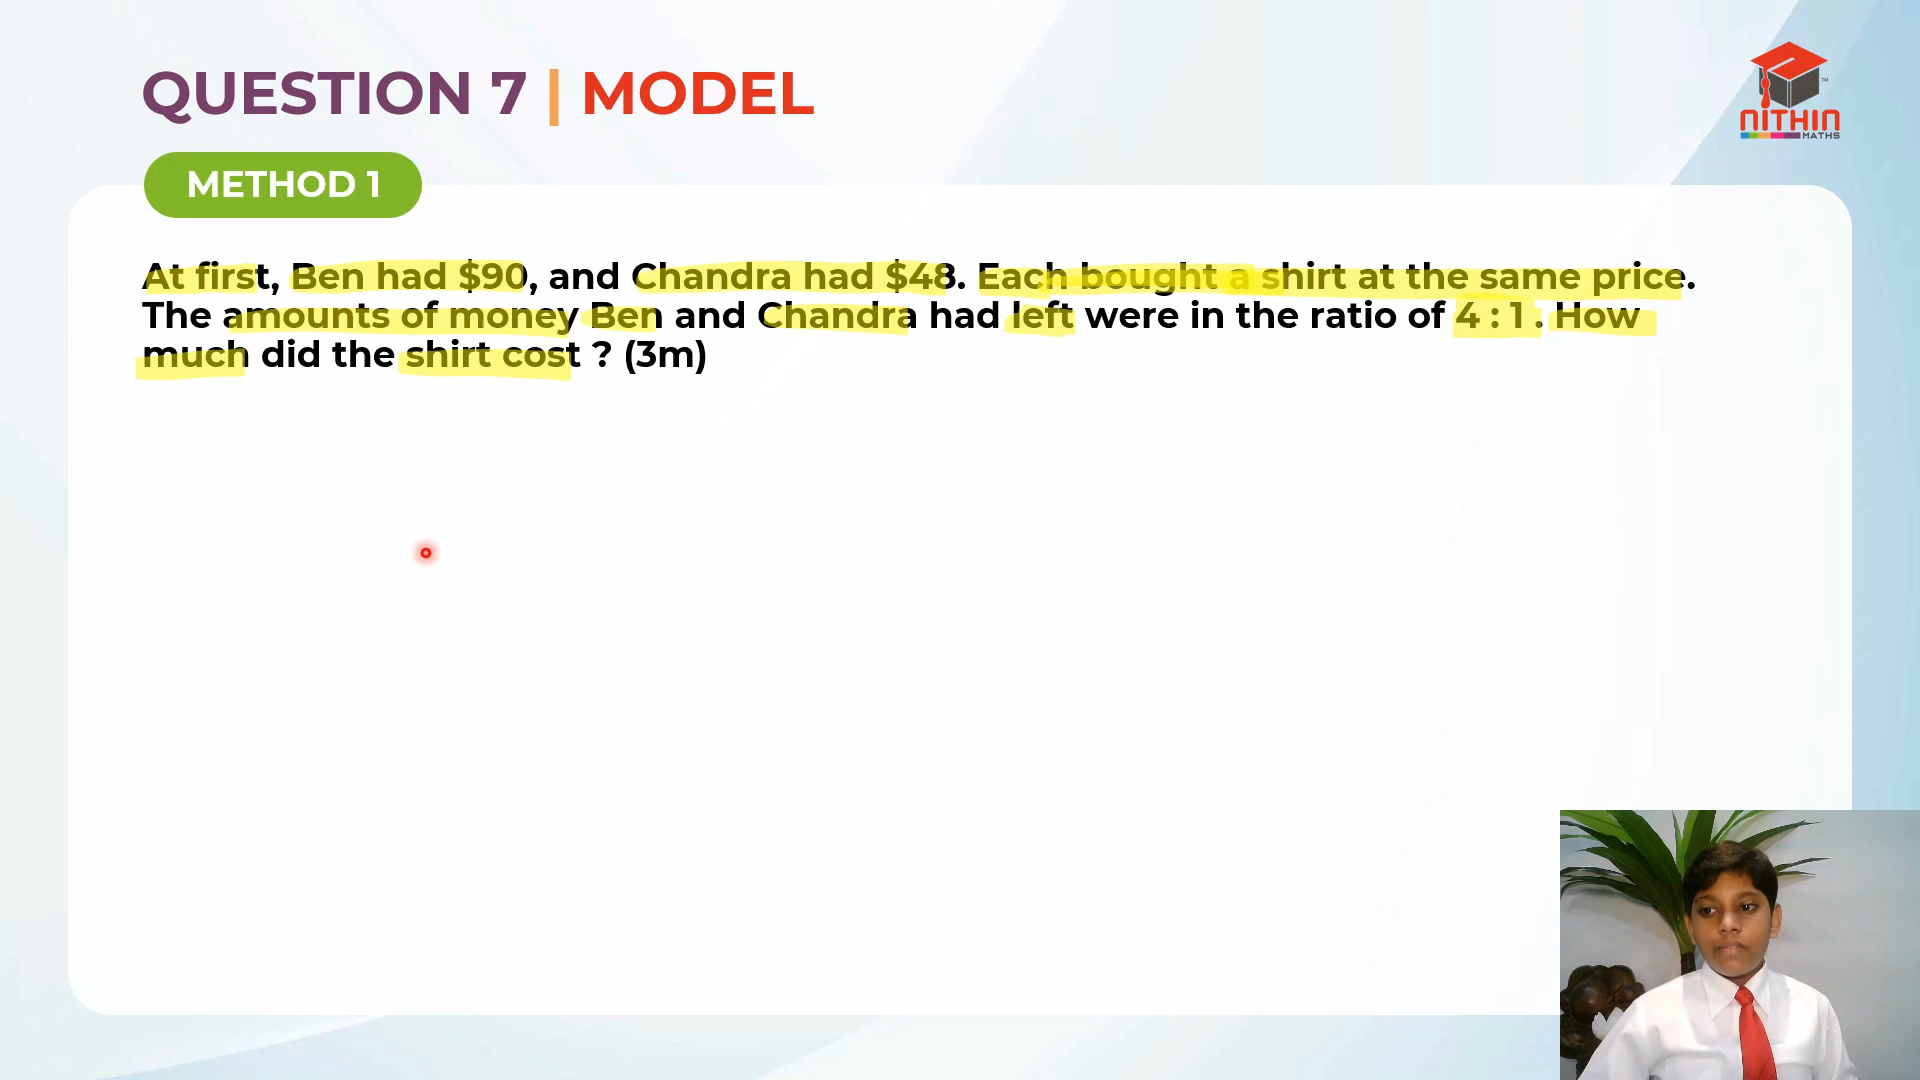 QUESTION 7 | MODEL
NITHIN
MATHS
TM
METHOD 1
At first, Ben had $90, and Chandra had $48. Each bought a shirt at the same price.
The amounts of money Ben and Chandra had left were in the ratio of 4 : 1 . How
much did the shirt cost ? (3m)